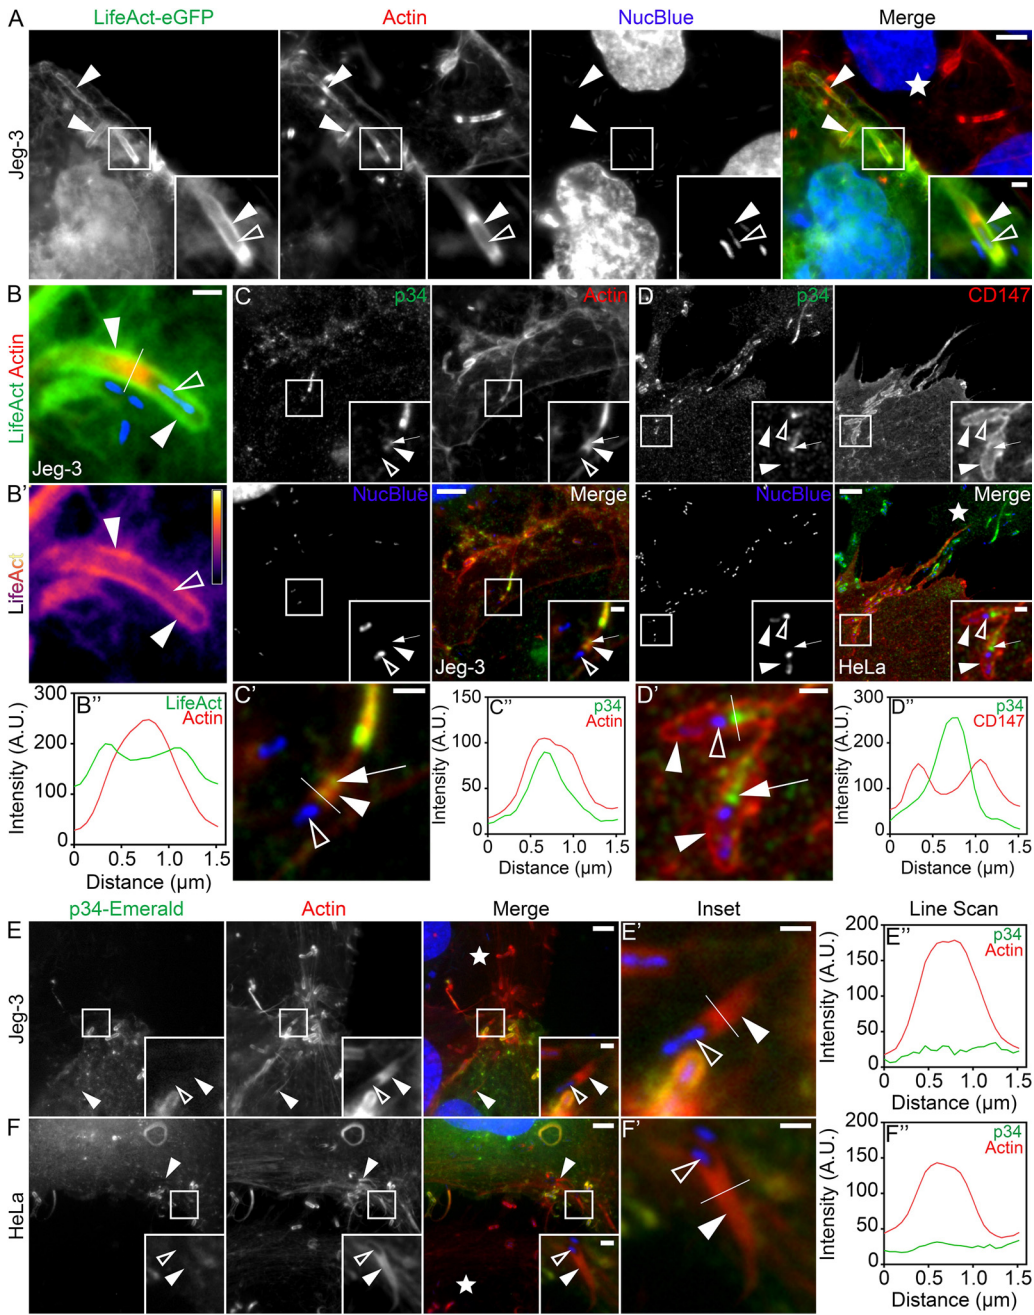 A LifeAct-eGFP Actin NucBlue Merge
Jeg-3
B C p34 Actin D p34 CD147
LifeAct Actin
Jeg-3
B' NucBlue Merge NucBlue Merge
LifeAct
Jeg-3 HeLa
B'' LifeAct
Actin
300
200
100
0
Intensity (A.U.)
0 0.5 1.0 1.5
Distance (µm)
C'
C'' p34
Actin
150
100
50
0
Intensity (A.U.)
0 0.5 1.0 1.5
Distance (µm)
D'
D'' p34
CD147
300
200
100
0
Intensity (A.U.)
0 0.5 1.0 1.5
Distance (µm)
p34-Emerald Actin Merge Inset Line Scan
E E'
Jeg-3
E'' p34
Actin
200
150
100
50
0
Intensity (A.U.)
0 0.5 1.0 1.5
Distance (µm)
F F'
HeLa
F'' p34
Actin
200
150
100
50
0
Intensity (A.U.)
0 0.5 1.0 1.5
Distance (µm)